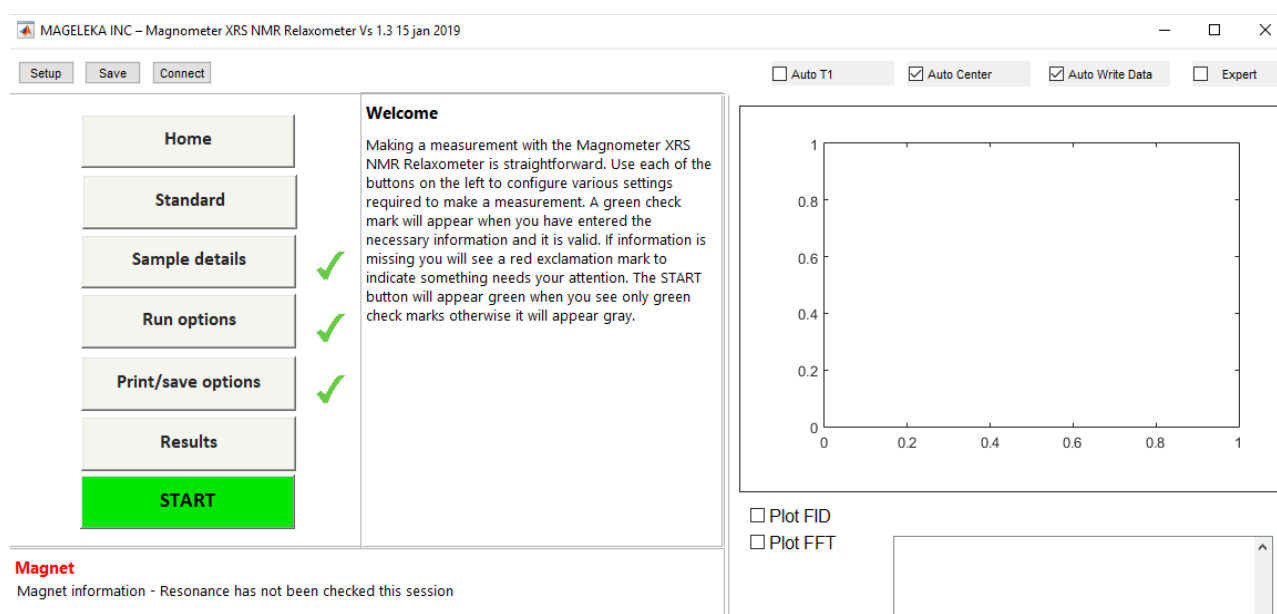 MAGELEKA INC – Magnometer XRS NMR Relaxometer Vs 1.3 15 jan 2019
Setup Save Connect
Auto T1 Auto Center Auto Write Data Expert
Home
Standard
Sample details
Run options
Print/save options
Results
START
Welcome
Making a measurement with the Magnometer XRS
NMR Relaxometer is straightforward. Use each of the
buttons on the left to configure various settings
required to make a measurement. A green check
mark will appear when you have entered the
necessary information and it is valid. If information is
missing you will see a red exclamation mark to
indicate something needs your attention. The START
button will appear green when you see only green
check marks otherwise it will appear gray.
1
0.8
0.6
0.4
0.2
0
0 0.2 0.4 0.6 0.8 1
Plot FID
Plot FFT
Magnet
Magnet information - Resonance has not been checked this session